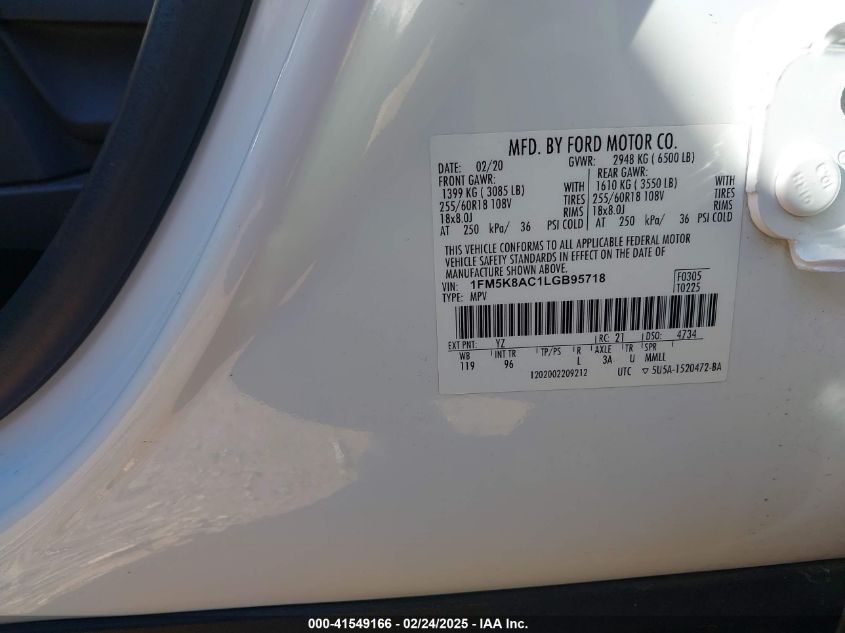 MFD. BY FORD MOTOR CO.
DATE: 02/20 GVWR: 2948 KG ( 6500 LB)
FRONT GAWR: REAR GAWR:
1399 KG ( 3085 LB) WITH 1610 KG ( 3550 LB) WITH
255/60R18 108V TIRES 255/60R18 108V TIRES
18x8.0J RIMS 18x8.0J RIMS
AT 250 kPa/ 36 PSI COLD AT 250 kPa/ 36 PSI COLD
THIS VEHICLE CONFORMS TO ALL APPLICABLE FEDERAL MOTOR
VEHICLE SAFETY STANDARDS IN EFFECT ON THE DATE OF
MANUFACTURE SHOWN ABOVE.
VIN: 1FM5K8AC1LGB95718 F0305
TYPE: MPV T0225
EXT PNT: YZ RC: 21 DSO: 4734
WB INT TR TP/PS R AXLE TR SPR
119 96 L 3A U MMLL
1202002209212 UTC ▽ 5U5A-1520472-BA
000-41549166 - 02/24/2025 - IAA Inc.